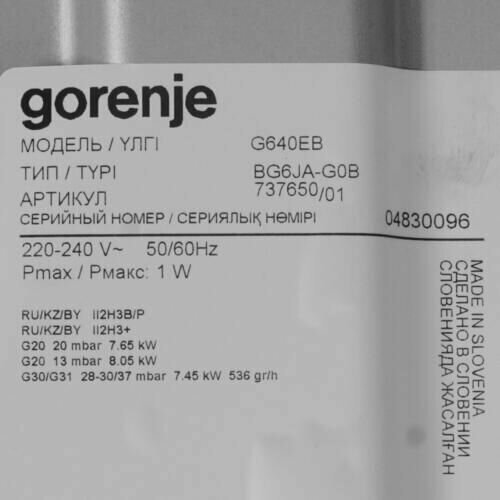 gorenje
МОДЕЛЬ / ҮЛГІ G640EB
ТИП / ТҮРІ BG6JA-G0B
АРТИКУЛ 737650/01
СЕРИЙНЫЙ НОМЕР / СЕРИЯЛЫҚ НӨМІРІ 04830096
220-240 V~ 50/60Hz
Pmax / Рмакс: 1 W
RU/KZ/BY II2H3B/P
RU/KZ/BY II2H3+
G20 20 mbar 7.65 kW
G20 13 mbar 8.05 kW
G30/G31 28-30/37 mbar 7.45 kW 536 gr/h
MADE IN SLOVENIA
СДЕЛАНО В СЛОВЕНИИ
СЛОВЕНИЯДА ЖАСАЛҒАН